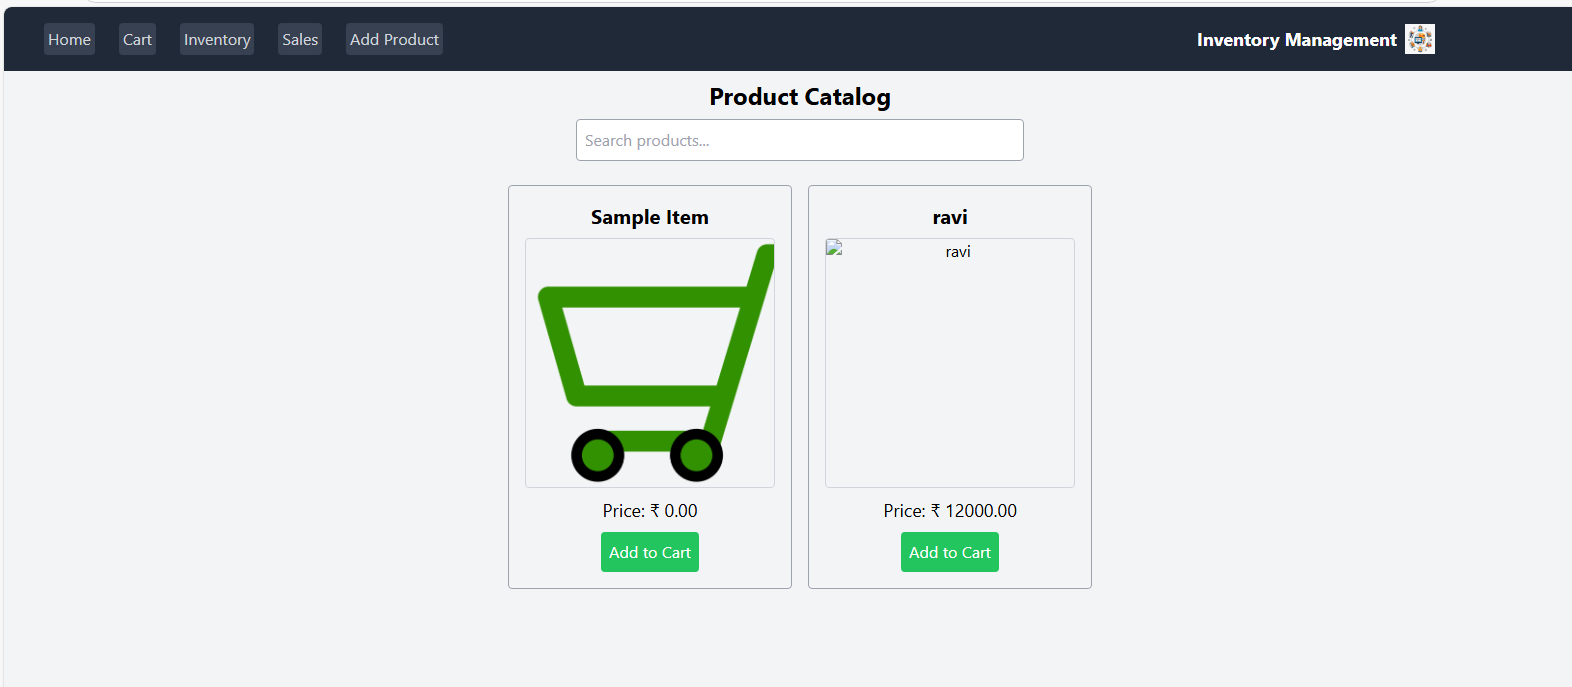 Home Cart Inventory Sales Add Product Inventory Management
Product Catalog
Search products...
Sample Item
Price: ₹ 0.00
Add to Cart
ravi
ravi
Price: ₹ 12000.00
Add to Cart